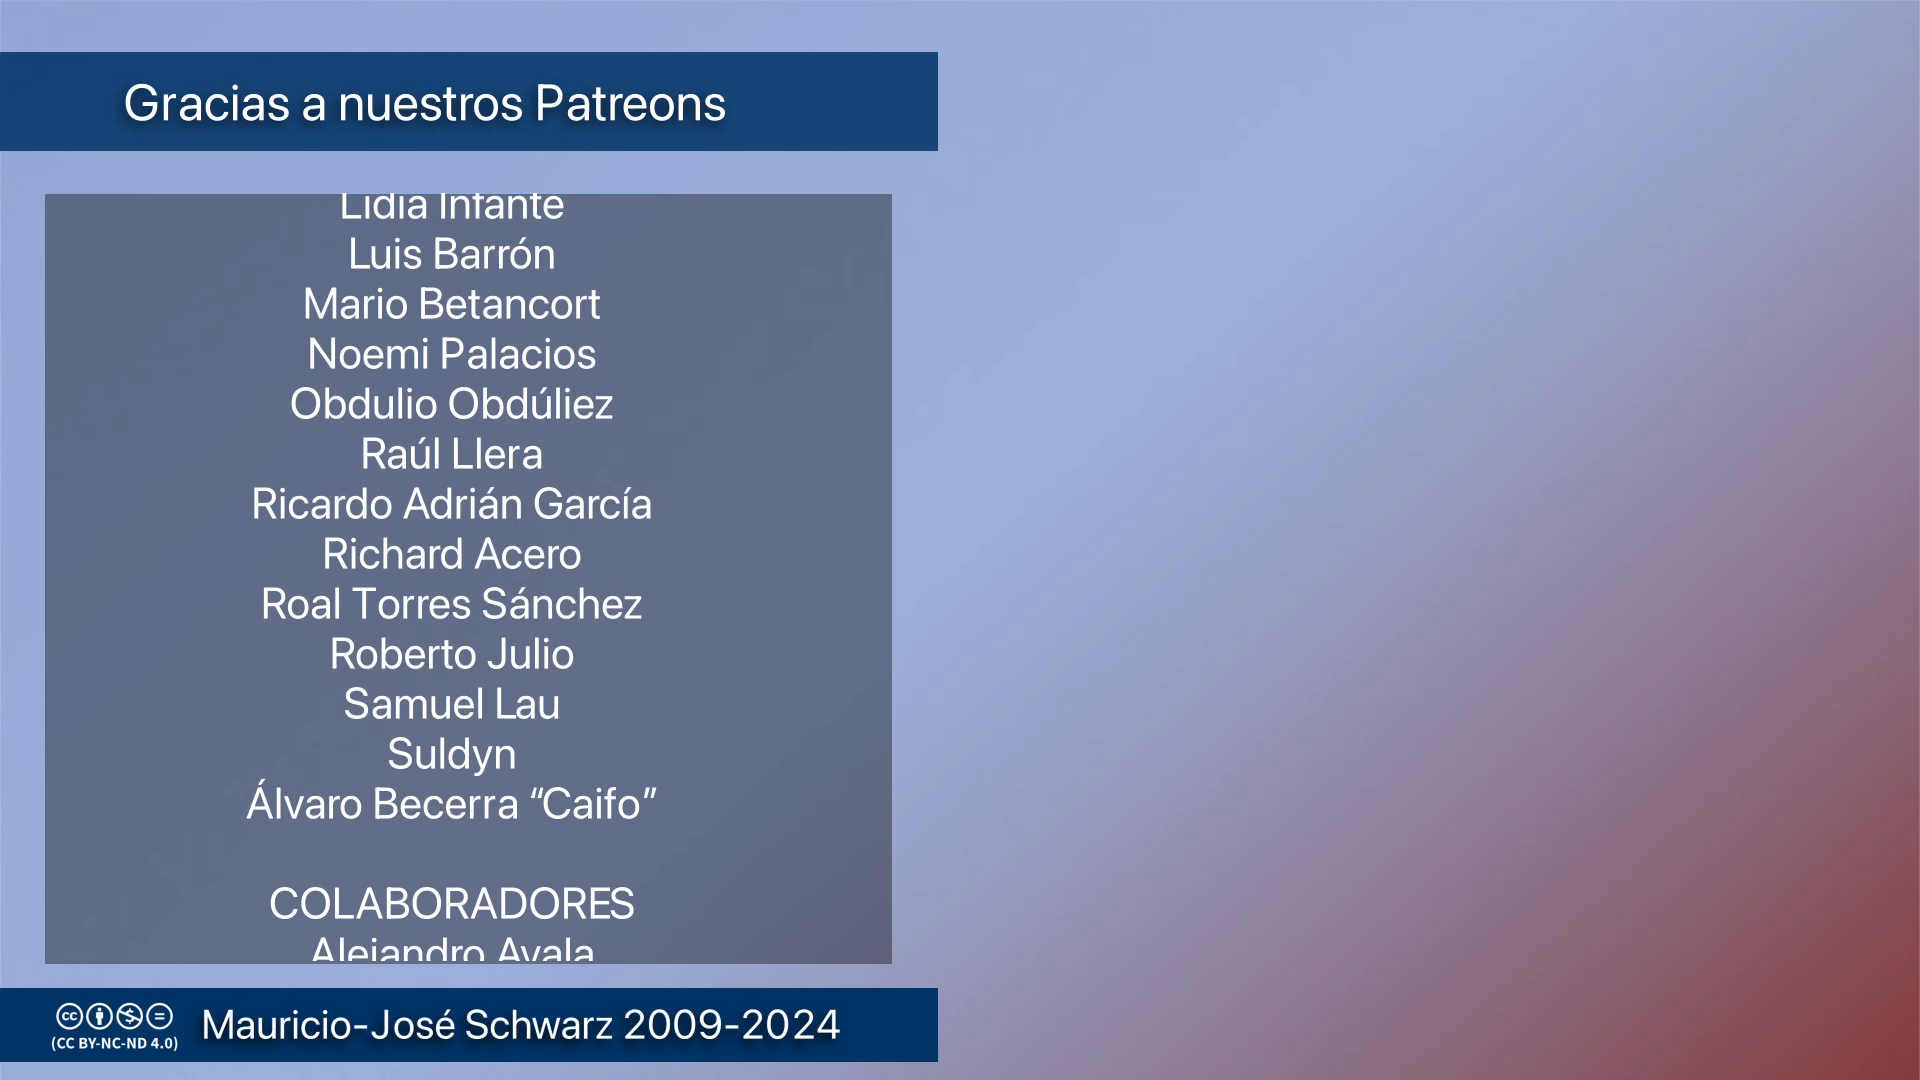 Gracias a nuestros Patreons
Lidia Infante
Luis Barrón
Mario Betancort
Noemi Palacios
Obdulio Obdúliez
Raúl Llera
Ricardo Adrián García
Richard Acero
Roal Torres Sánchez
Roberto Julio
Samuel Lau
Suldyn
Álvaro Becerra “Caifo”
COLABORADORES
Alejandro Ayala
(CC BY-NC-ND 4.0) Mauricio-José Schwarz 2009-2024